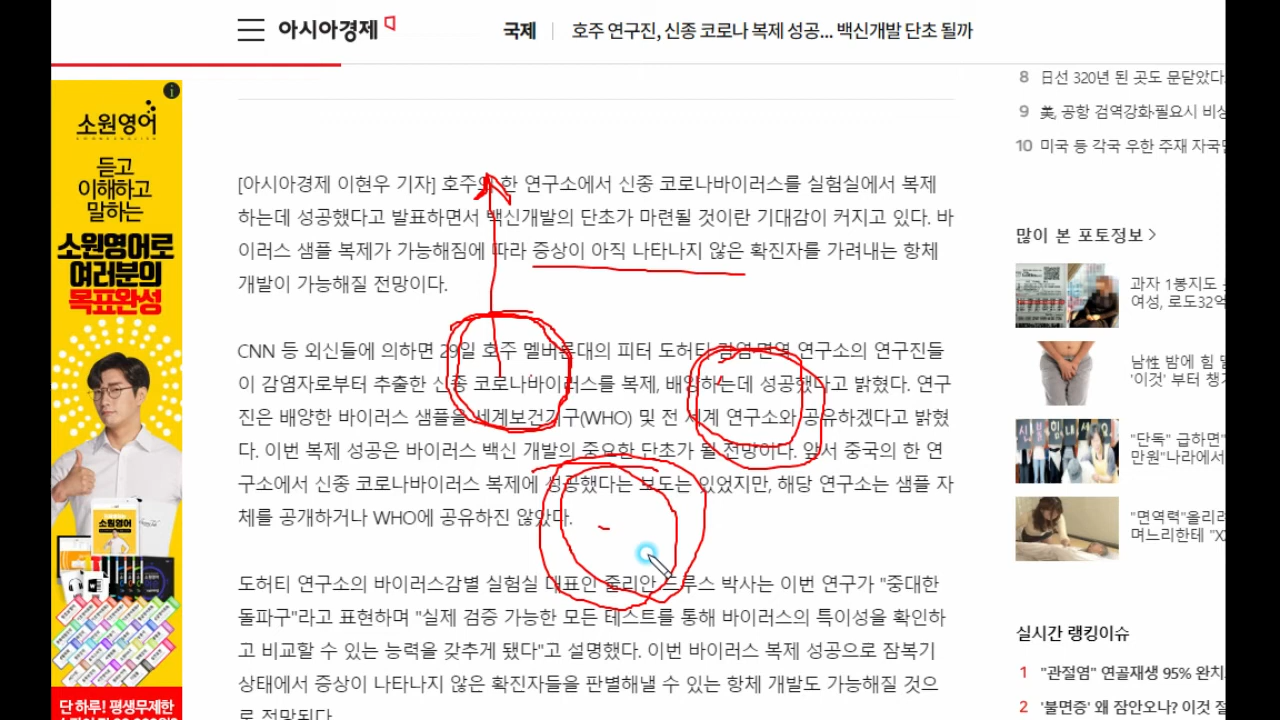 아시아경제
국제
호주 연구진, 신종 코로나 복제 성공... 백신개발 단초 될까
소원영어
듣고
이해하고
말하는
소원영어로
여러분의
목표완성
단 하루! 평생무제한
[아시아경제 이현우 기자] 호주의 한 연구소에서 신종 코로나바이러스를 실험실에서 복제
하는데 성공했다고 발표하면서 백신개발의 단초가 마련될 것이란 기대감이 커지고 있다. 바
이러스 샘플 복제가 가능해짐에 따라 증상이 아직 나타나지 않은 확진자를 가려내는 항체
개발이 가능해질 전망이다.
CNN 등 외신들에 의하면 29일 호주 멜버른대의 피터 도허티 감염·면역 연구소의 연구진들
이 감염자로부터 추출한 신종 코로나바이러스를 복제, 배양하는데 성공했다고 밝혔다. 연구
진은 배양한 바이러스 샘플을 세계보건기구(WHO) 및 전 세계 연구소와 공유하겠다고 밝혔
다. 이번 복제 성공은 바이러스 백신 개발의 중요한 단초가 될 전망이다. 앞서 중국의 한 연
구소에서 신종 코로나바이러스 복제에 성공했다는 보도는 있었지만, 해당 연구소는 샘플 자
체를 공개하거나 WHO에 공유하진 않았다.
도허티 연구소의 바이러스감별 실험실 대표인 줄리안 드루스 박사는 이번 연구가 "중대한
돌파구"라고 표현하며 "실제 검증 가능한 모든 테스트를 통해 바이러스의 특이성을 확인하
고 비교할 수 있는 능력을 갖추게 됐다"고 설명했다. 이번 바이러스 복제 성공으로 잠복기
상태에서 증상이 나타나지 않은 확진자들을 판별해낼 수 있는 항체 개발도 가능해질 것으
로 전망된다
8 日선 320년 된 곳도 문닫았다
9 美, 공항 검역강화·필요시 비상
10 미국 등 각국 우한 주재 자국민
많이 본 포토정보 >
과자 1봉지도
여성, 로도32억
남性 밤에 힘
'이것' 부터 챙
"단독" 급하면"
만원"나라에서
"면역력"올리려
며느리한테 "X
실시간 랭킹이슈
1 "관절염" 연골재생 95% 완치
2 '불면증' 왜 잠안오나? 이것